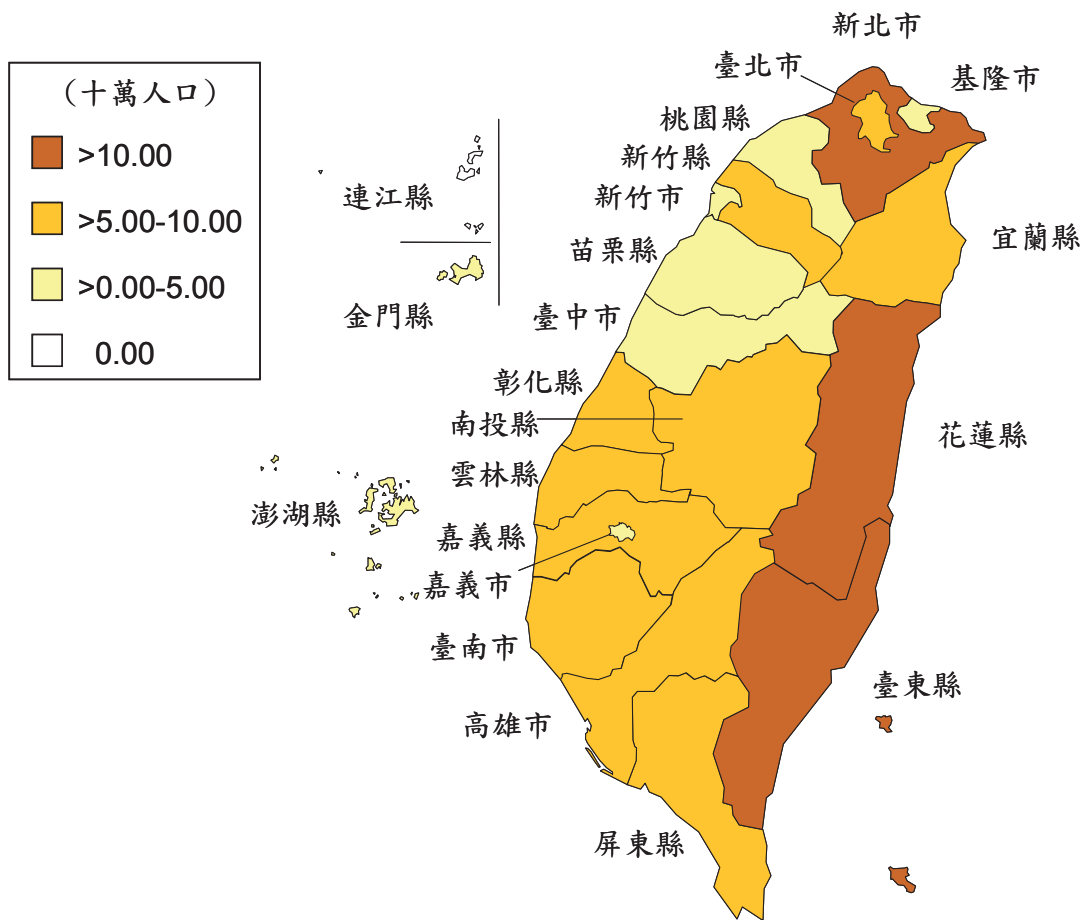 （十萬人口）
>10.00
>5.00-10.00
>0.00-5.00
0.00
新北市
臺北市
基隆市
桃園縣
新竹縣
新竹市
連江縣
苗栗縣
宜蘭縣
金門縣
臺中市
彰化縣
南投縣
花蓮縣
雲林縣
澎湖縣
嘉義縣
嘉義市
臺南市
臺東縣
高雄市
屏東縣